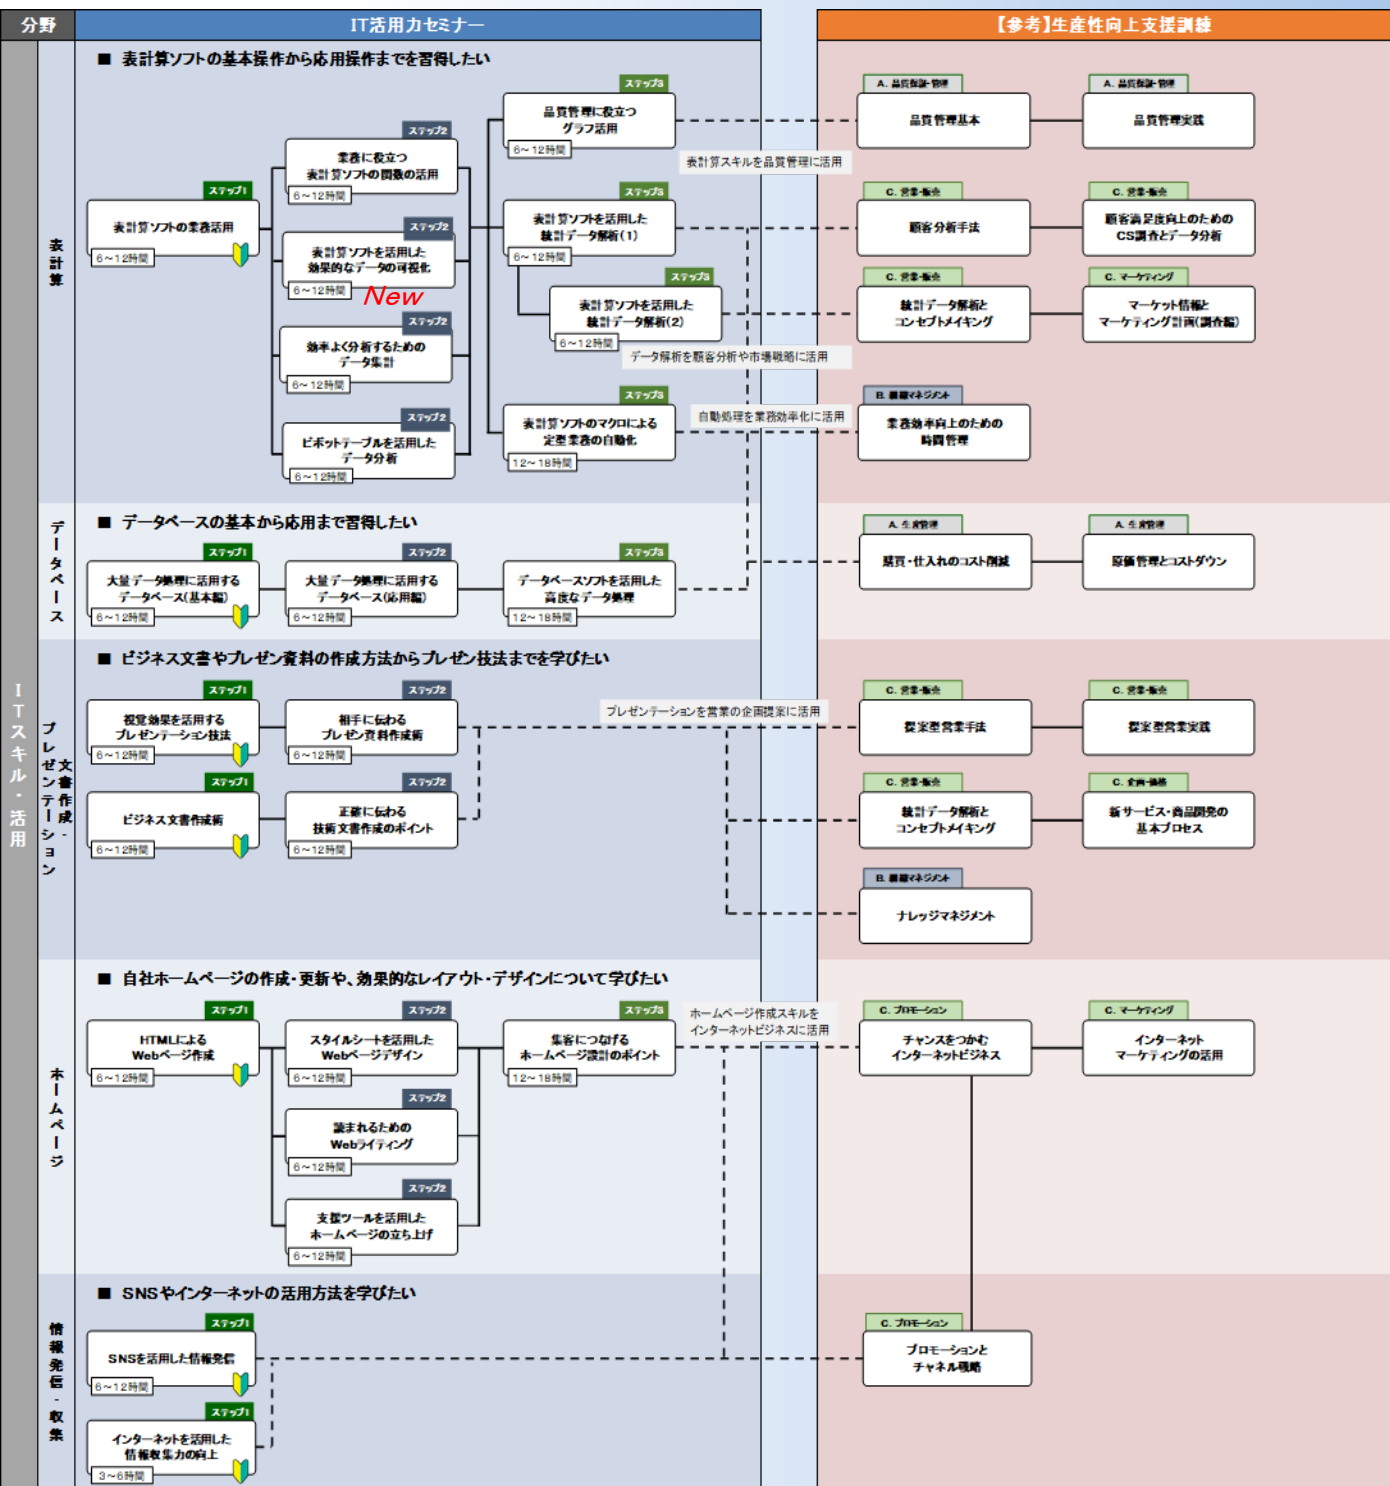 分野
IT活用力セミナー
【参考】生産性向上支援訓練
ITスキル・活用
表計算
■ 表計算ソフトの基本操作から応用操作までを習得したい
ステップ1
表計算ソフトの業務活用
6～12時間
ステップ2
業務に役立つ
表計算ソフトの関数の活用
6～12時間
ステップ2
表計算ソフトを活用した
効果的なデータの可視化
6～12時間
New
ステップ2
効率よく分析するための
データ集計
6～12時間
ステップ2
ピボットテーブルを活用した
データ分析
6～12時間
ステップ3
品質管理に役立つ
グラフ活用
6～12時間
ステップ3
表計算ソフトを活用した
統計データ解析(1)
6～12時間
ステップ3
表計算ソフトを活用した
統計データ解析(2)
6～12時間
ステップ3
表計算ソフトのマクロによる
定型業務の自動化
12～18時間
表計算スキルを品質管理に活用
データ解析を顧客分析や市場戦略に活用
自動処理を業務効率化に活用
A. 品質保証・管理
品質管理基本
A. 品質保証・管理
品質管理実践
C. 営業・販売
顧客分析手法
C. 営業・販売
顧客満足度向上のための
CS調査とデータ分析
C. 営業・販売
統計データ解析と
コンセプトメイキング
C. マーケティング
マーケット情報と
マーケティング計画(調査編)
B. 組織マネジメント
業務効率向上のための
時間管理
データベース
■ データベースの基本から応用まで習得したい
ステップ1
大量データ処理に活用する
データベース(基本編)
6～12時間
ステップ2
大量データ処理に活用する
データベース(応用編)
6～12時間
ステップ3
データベースソフトを活用した
高度なデータ処理
12～18時間
A. 生産管理
購買・仕入れのコスト削減
A. 生産管理
原価管理とコストダウン
文書作成・
プレゼンテーション
■ ビジネス文書やプレゼン資料の作成方法からプレゼン技法までを学びたい
ステップ1
視覚効果を活用する
プレゼンテーション技法
6～12時間
ステップ2
相手に伝わる
プレゼン資料作成術
6～12時間
ステップ1
ビジネス文書作成術
6～12時間
ステップ2
正確に伝わる
技術文書作成のポイント
6～12時間
プレゼンテーションを営業の企画提案に活用
C. 営業・販売
提案型営業手法
C. 営業・販売
提案型営業実践
C. 営業・販売
統計データ解析と
コンセプトメイキング
C. 企画・価格
新サービス・商品開発の
基本プロセス
B. 組織マネジメント
ナレッジマネジメント
ホームページ
■ 自社ホームページの作成・更新や、効果的なレイアウト・デザインについて学びたい
ステップ1
HTMLによる
Webページ作成
6～12時間
ステップ2
スタイルシートを活用した
Webページデザイン
6～12時間
ステップ2
読まれるための
Webライティング
6～12時間
ステップ2
支援ツールを活用した
ホームページの立ち上げ
6～12時間
ステップ3
集客につなげる
ホームページ設計のポイント
12～18時間
ホームページ作成スキルを
インターネットビジネスに活用
C. プロモーション
チャンスをつかむ
インターネットビジネス
C. マーケティング
インターネット
マーケティングの活用
情報発信・収集
■ SNSやインターネットの活用方法を学びたい
ステップ1
SNSを活用した情報発信
6～12時間
ステップ1
インターネットを活用した
情報収集力の向上
3～6時間
C. プロモーション
プロモーションと
チャネル戦略